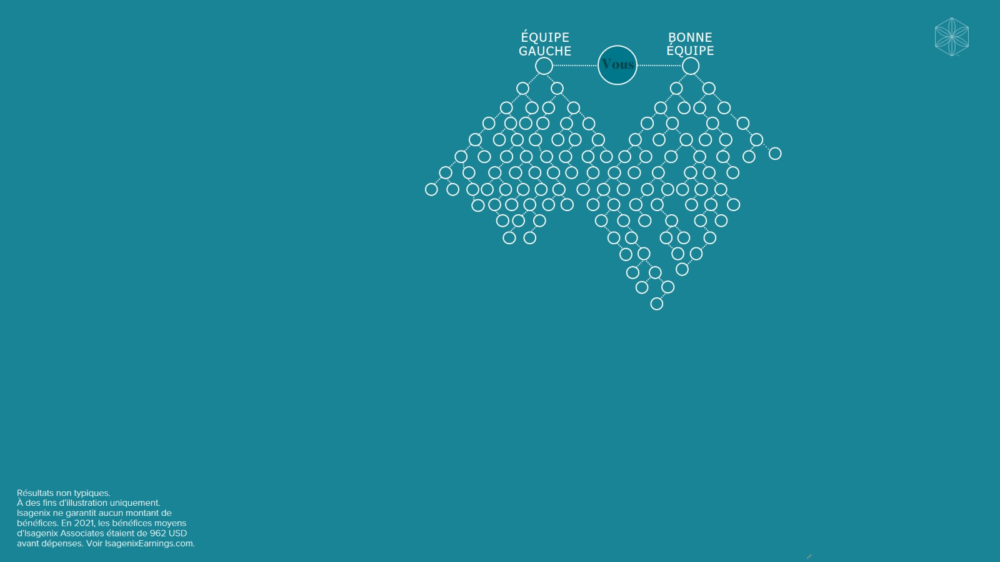 ÉQUIPE
GAUCHE
Vous
BONNE
ÉQUIPE
Résultats non typiques.
À des fins d'illustration uniquement.
Isagenix ne garantit aucun montant de
bénéfices. En 2021, les bénéfices moyens
d'Isagenix Associates étaient de 962 USD
avant dépenses. Voir IsagenixEarnings.com.